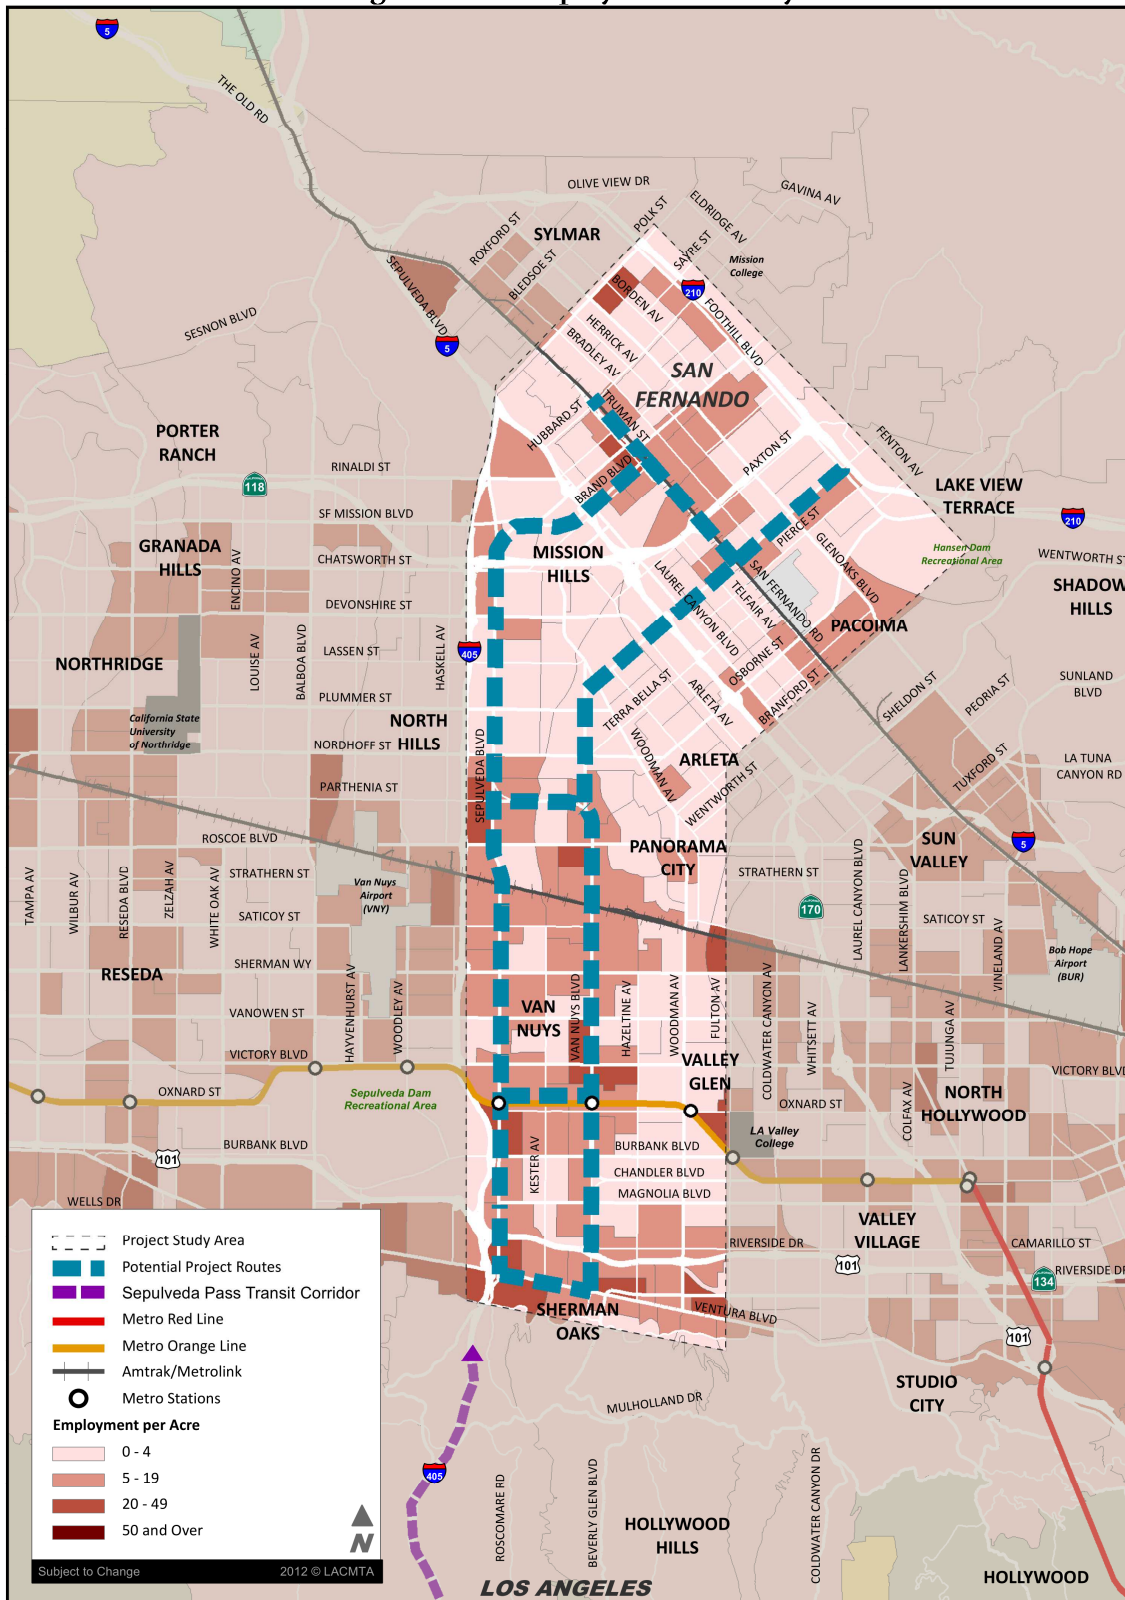 5
THE OLD RD
OLIVE VIEW DR
GAVINA AV
POLK ST
ELDRIDGE AV
ROXFORD ST
SYLMAR
SAYRE ST
Mission
College
BLEDSOE ST
SEPULVEDA BLVD
BORDEN AV
210
FOOTHILL BLVD
SESNON BLVD
5
HERRICK AV
BRADLEY AV
SAN
FERNANDO
HUBBARD ST
TRUMAN ST
PORTER
RANCH
RINALDI ST
118
BRAND BLVD
PAXTON ST
FENTON AV
LAKE VIEW
TERRACE
210
SF MISSION BLVD
PIERCE ST
GRANADA
HILLS
ENCINO AV
CHATSWORTH ST
MISSION
HILLS
GLENOAKS BLVD
Hansen Dam
Recreational Area
WENTWORTH ST
SHADOW
HILLS
LAUREL CANYON BLVD
TELFAIR AV
SAN FERNANDO RD
DEVONSHIRE ST
PACOIMA
NORTHRIDGE
LOUISE AV
BALBOA BLVD
LASSEN ST
HASKELL AV
405
OSBORNE ST
BRANFORD ST
SHELDON ST
PEORIA ST
SUNLAND
BLVD
PLUMMER ST
TERRA BELLA ST
ARLETA AV
California State
University
of Northridge
NORTH
HILLS
NORDHOFF ST
SEPULVEDA BLVD
WOODMAN AV
ARLETA
WENTWORTH ST
TUXFORD ST
LA TUNA
CANYON RD
PARTHENIA ST
ROSCOE BLVD
PANORAMA
CITY
SUN
VALLEY
5
TAMPA AV
WILBUR AV
RESEDA BLVD
ZELZAH AV
WHITE OAK AV
STRATHERN ST
Van Nuys
Airport
(VNY)
STRATHERN ST
170
LAUREL CANYON BLVD
LANKERSHIM BLVD
SATICOY ST
SATICOY ST
VINELAND AV
Bob Hope
Airport
(BUR)
RESEDA
SHERMAN WY
HAYVENHURST AV
WOODLEY AV
VAN
NUYS
VAN NUYS BLVD
HAZELTINE AV
WOODMAN AV
FULTON AV
COLDWATER CANYON AV
WHITSETT AV
TUJUNGA AV
VANOWEN ST
VICTORY BLVD
VALLEY
GLEN
VICTORY BLVD
OXNARD ST
Sepulveda Dam
Recreational Area
OXNARD ST
COLFAX AV
NORTH
HOLLYWOOD
BURBANK BLVD
101
KESTER AV
BURBANK BLVD
LA Valley
College
CHANDLER BLVD
MAGNOLIA BLVD
WELLS DR
VALLEY
VILLAGE
RIVERSIDE DR
101
CAMARILLO ST
RIVERSIDE DR
134
SHERMAN
OAKS
VENTURA BLVD
101
STUDIO
CITY
MULHOLLAND DR
405
ROSCOMARE RD
BEVERLY GLEN BLVD
COLDWATER CANYON DR
HOLLYWOOD
HILLS
HOLLYWOOD
LOS ANGELES
Project Study Area
Potential Project Routes
Sepulveda Pass Transit Corridor
Metro Red Line
Metro Orange Line
Amtrak/Metrolink
Metro Stations
Employment per Acre
0 - 4
5 - 19
20 - 49
50 and Over
N
Subject to Change
2012 © LACMTA